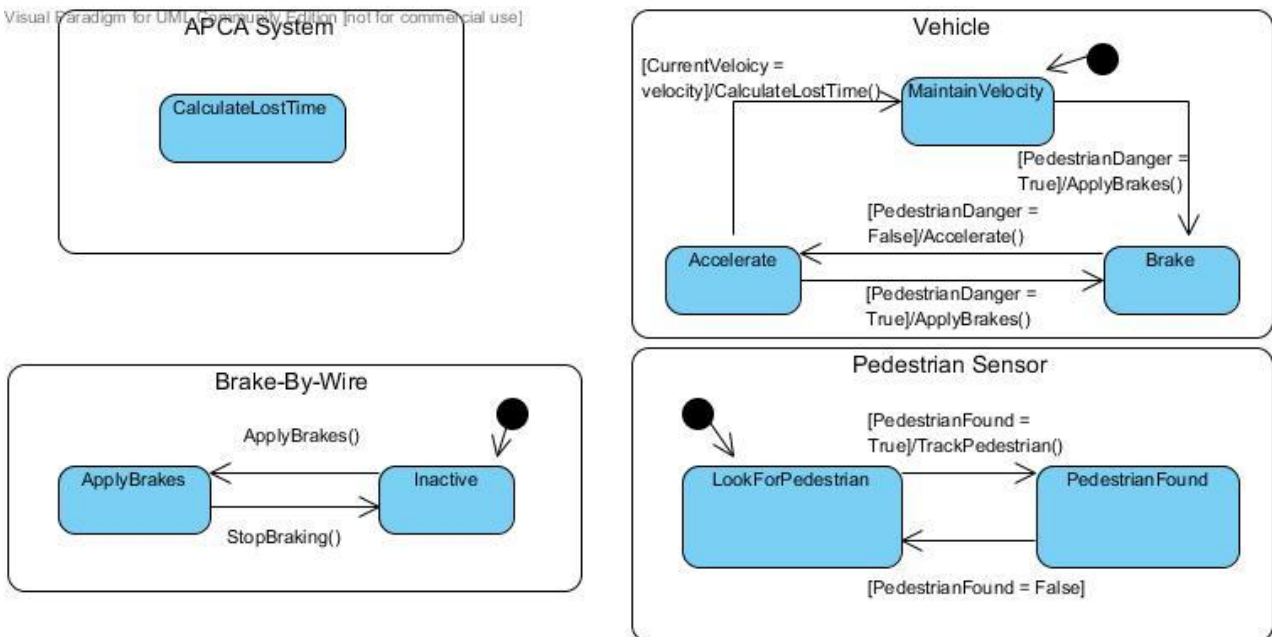 Visual Paradigm for UML Community Edition [not for commercial use]
APCA System
CalculateLostTime
Vehicle
[CurrentVeloicy =
velocity]/CalculateLostTime()
MaintainVelocity
[PedestrianDanger =
True]/ApplyBrakes()
[PedestrianDanger =
False]/Accelerate()
Accelerate
Brake
[PedestrianDanger =
True]/ApplyBrakes()
Brake-By-Wire
ApplyBrakes()
ApplyBrakes
Inactive
StopBraking()
Pedestrian Sensor
[PedestrianFound =
True]/TrackPedestrian()
LookForPedestrian
PedestrianFound
[PedestrianFound = False]